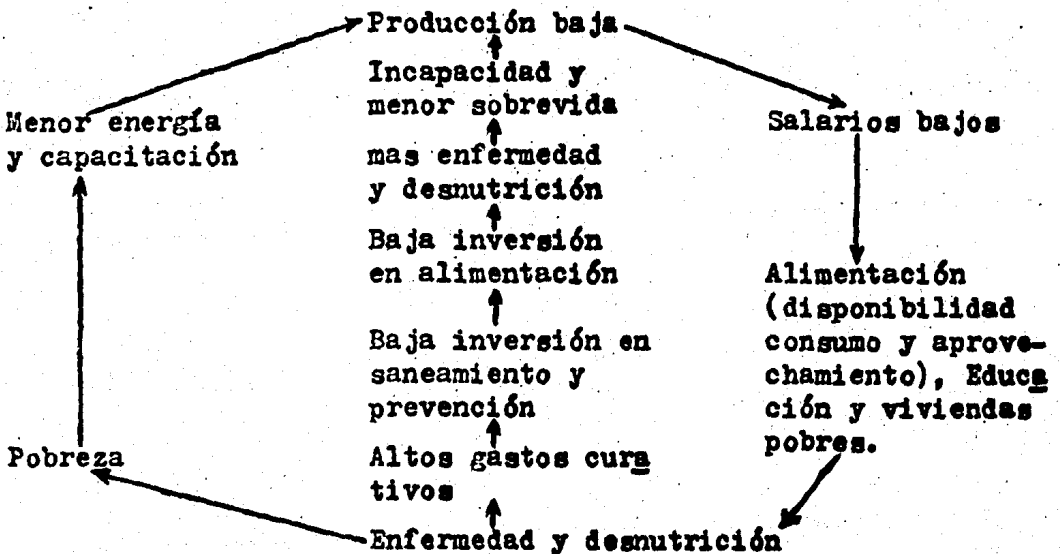 Producción baja
Incapacidad y
menor sobrevida
Menor energía
y capacitación
Salarios bajos
mas enfermedad
y desnutrición
Baja inversión
en alimentación
Alimentación
(disponibilidad
consumo y aprove-
chamiento), Educa
ción y viviendas
pobres.
Baja inversión en
saneamiento y
prevención
Pobreza
Altos gastos cura
tivos
Enfermedad y desnutrición